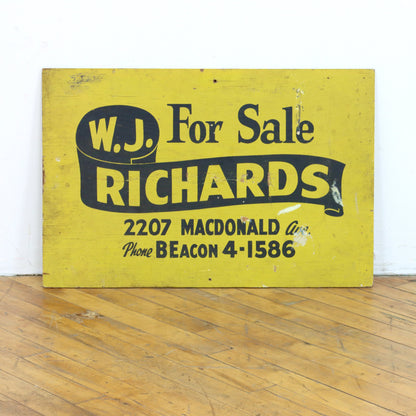 W.J. For Sale
RICHARDS
2207 MACDONALD Ave.
Phone BEacon 4-1586